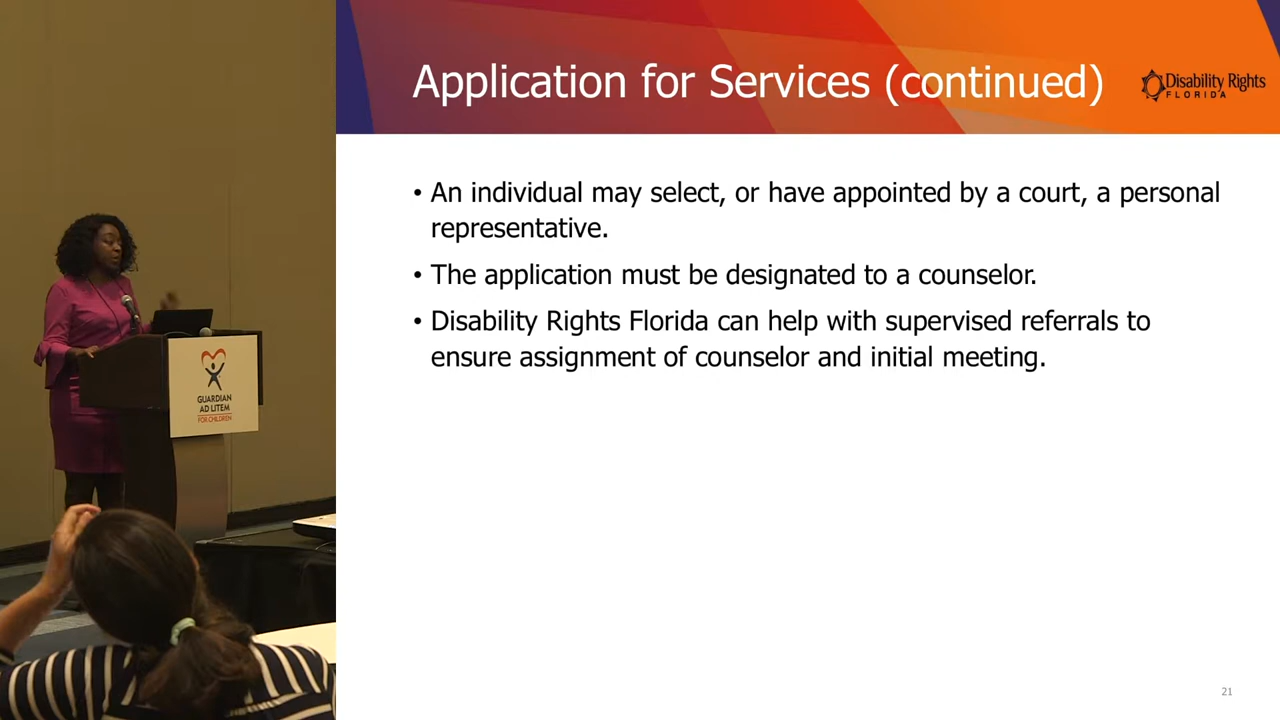 Application for Services (continued)
Disability Rights
FLORIDA
• An individual may select, or have appointed by a court, a personal
representative.
• The application must be designated to a counselor.
• Disability Rights Florida can help with supervised referrals to
ensure assignment of counselor and initial meeting.
GUARDIAN
AD LITEM
FOR CHILDREN
21